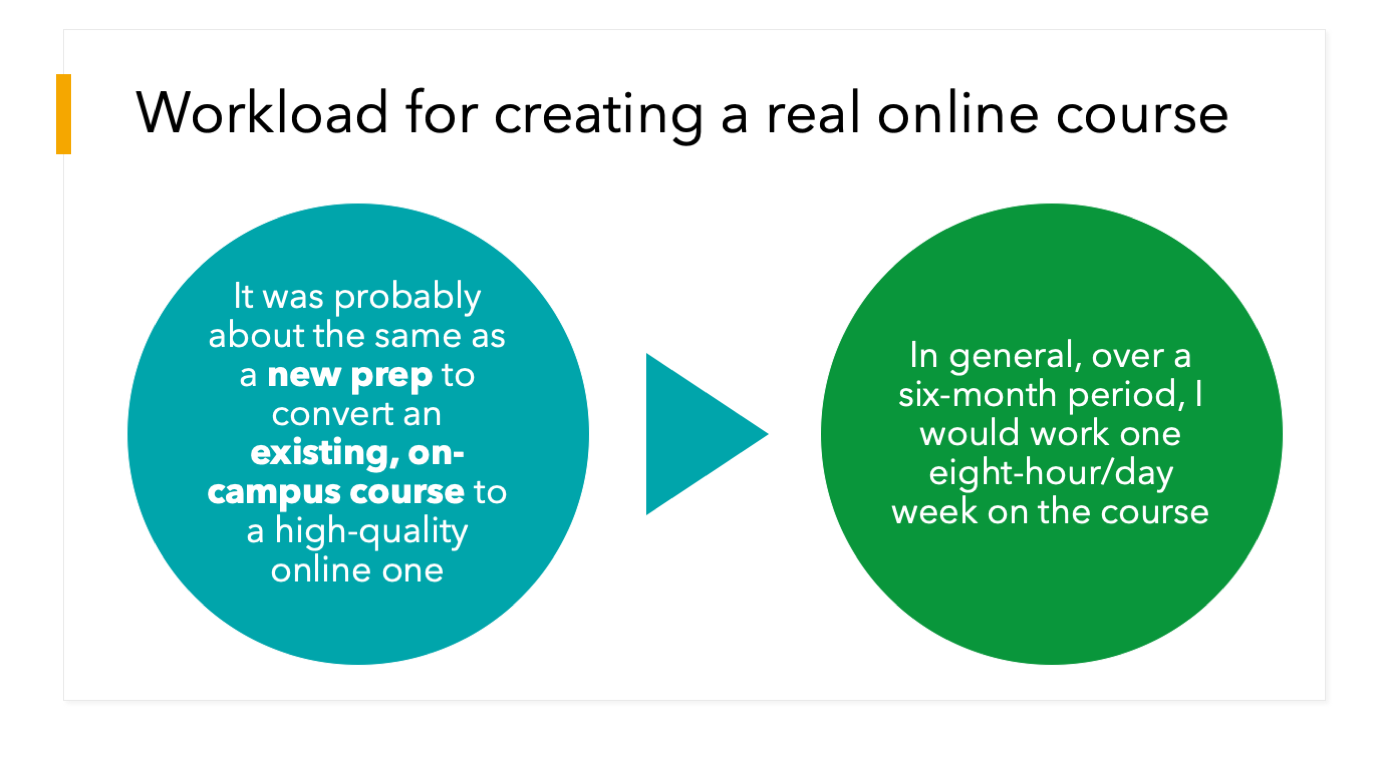 Workload for creating a real online course
It was probably
about the same as
a new prep to
convert an
existing, on-
campus course to
a high-quality
online one
In general, over a
six-month period, I
would work one
eight-hour/day
week on the course